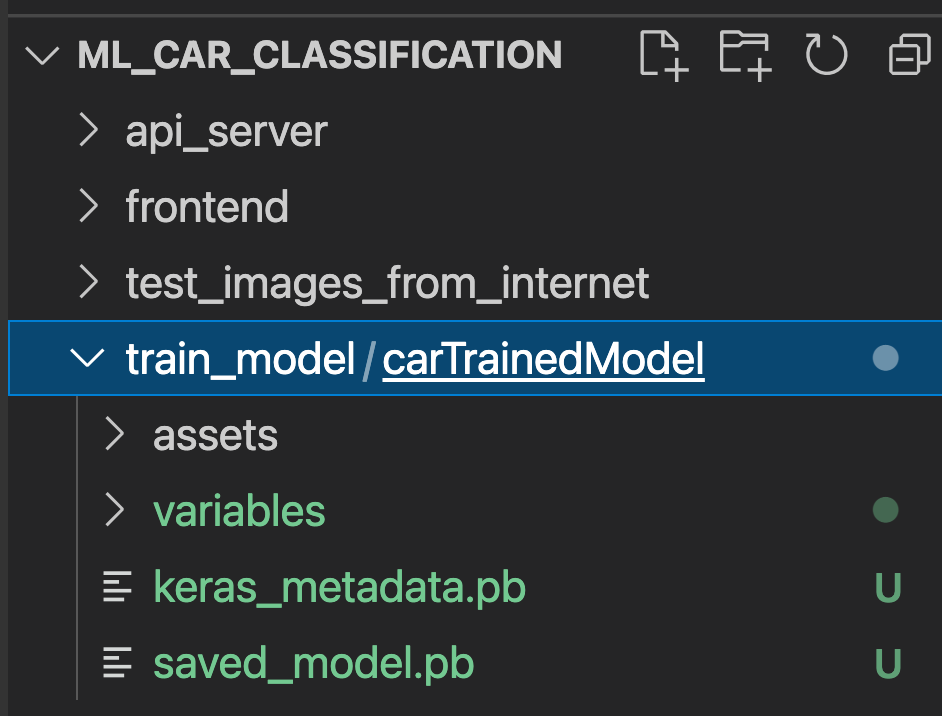 ML_CAR_CLASSIFICATION
api_server
frontend
test_images_from_internet
train_model/carTrainedModel
assets
variables
keras_metadata.pb U
saved_model.pb U